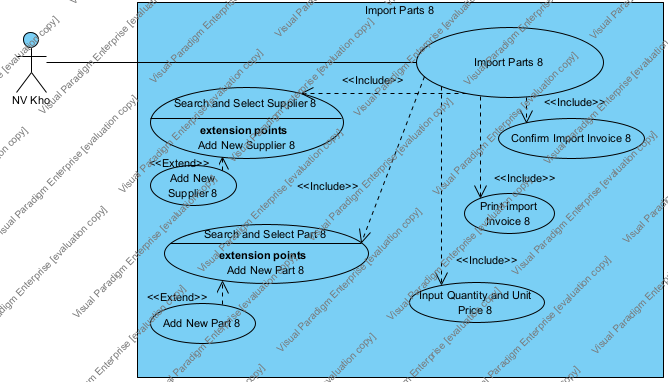 Import Parts 8
Import Parts 8
NV Kho
<<Include>>
Search and Select Supplier 8
extension points
Add New Supplier 8
<<Include>>
Confirm Import Invoice 8
<<Extend>>
Add New
Supplier 8
<<Include>>
<<Include>>
Print Import
Invoice 8
Search and Select Part 8
extension points
Add New Part 8
<<Include>>
<<Extend>>
Input Quantity and Unit
Price 8
Add New Part 8
Visual Paradigm Enterprise [evaluation copy]